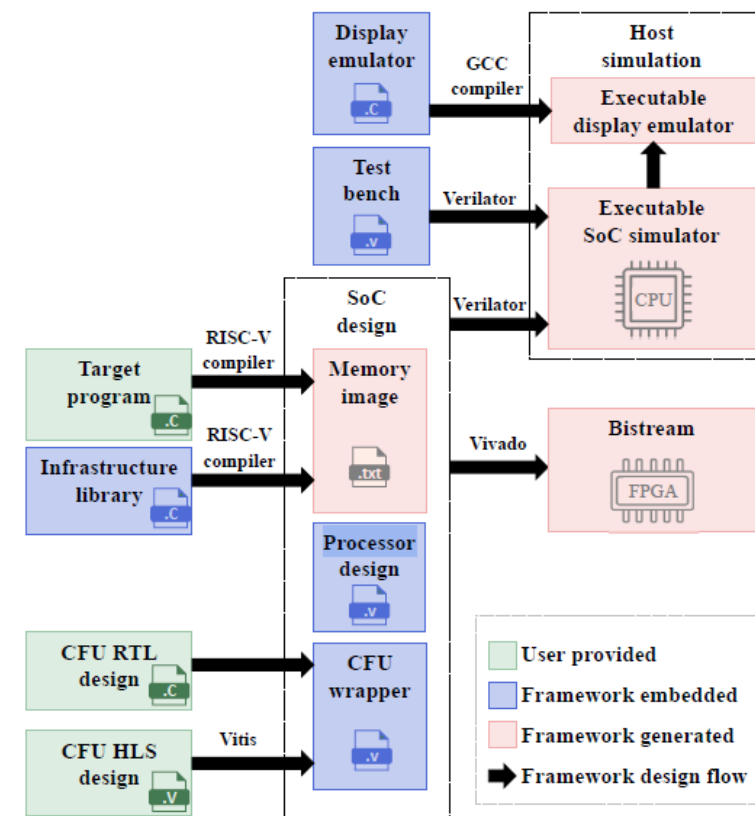 Display
emulator
.C
GCC
compiler
Host
simulation
Executable
display emulator
Test
bench
.v
Verilator
Executable
SoC simulator
CPU
SoC
design
Verilator
Target
program
.C
RISC-V
compiler
Memory
image
.txt
Infrastructure
library
.C
RISC-V
compiler
Vivado
Bistream
FPGA
Processor
design
.v
CFU RTL
design
.C
CFU
wrapper
.v
CFU HLS
design
.V
Vitis
User provided
Framework embedded
Framework generated
Framework design flow